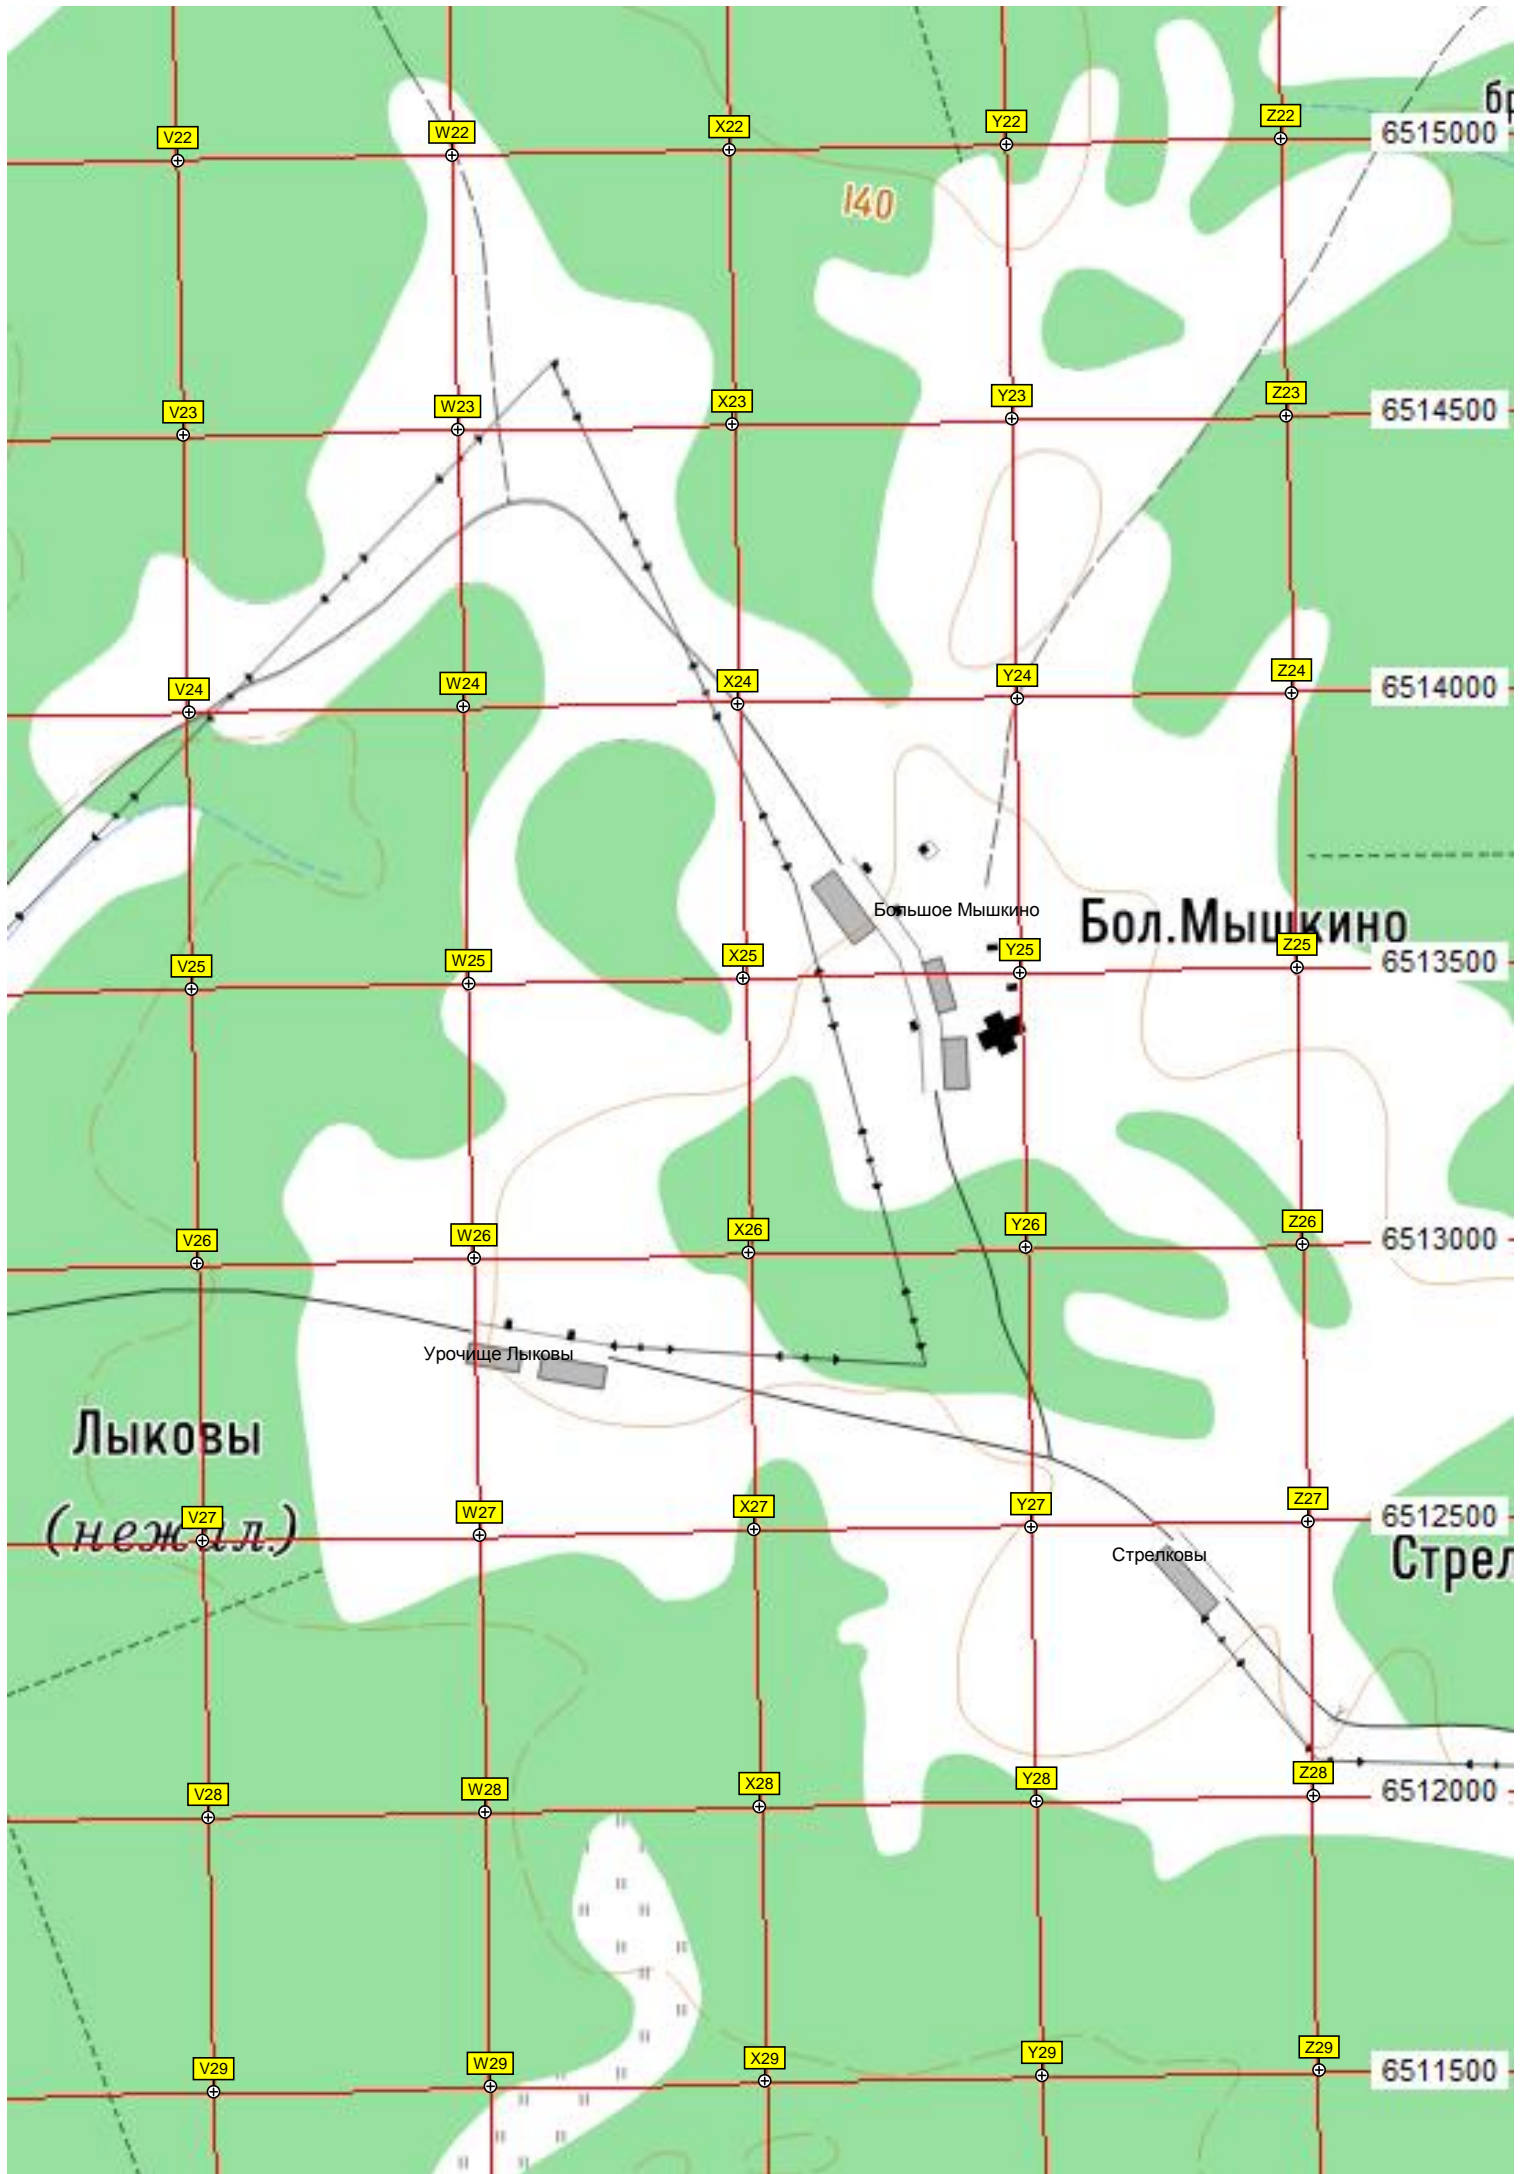 бр
V22 W22 X22 Y22 Z22 6515000
140
V23 W23 X23 Y23 Z23 6514500
V24 W24 X24 Y24 Z24 6514000
Большое Мышкино
Бол.Мышкино
V25 W25 X25 Y25 Z25 6513500
V26 W26 X26 Y26 Z26 6513000
Урочище Лыковы
Лыковы
(нежил.)
V27 W27 X27 Y27 Z27 6512500
Стрелковы
Стрел
V28 W28 X28 Y28 Z28 6512000
V29 W29 X29 Y29 Z29 6511500